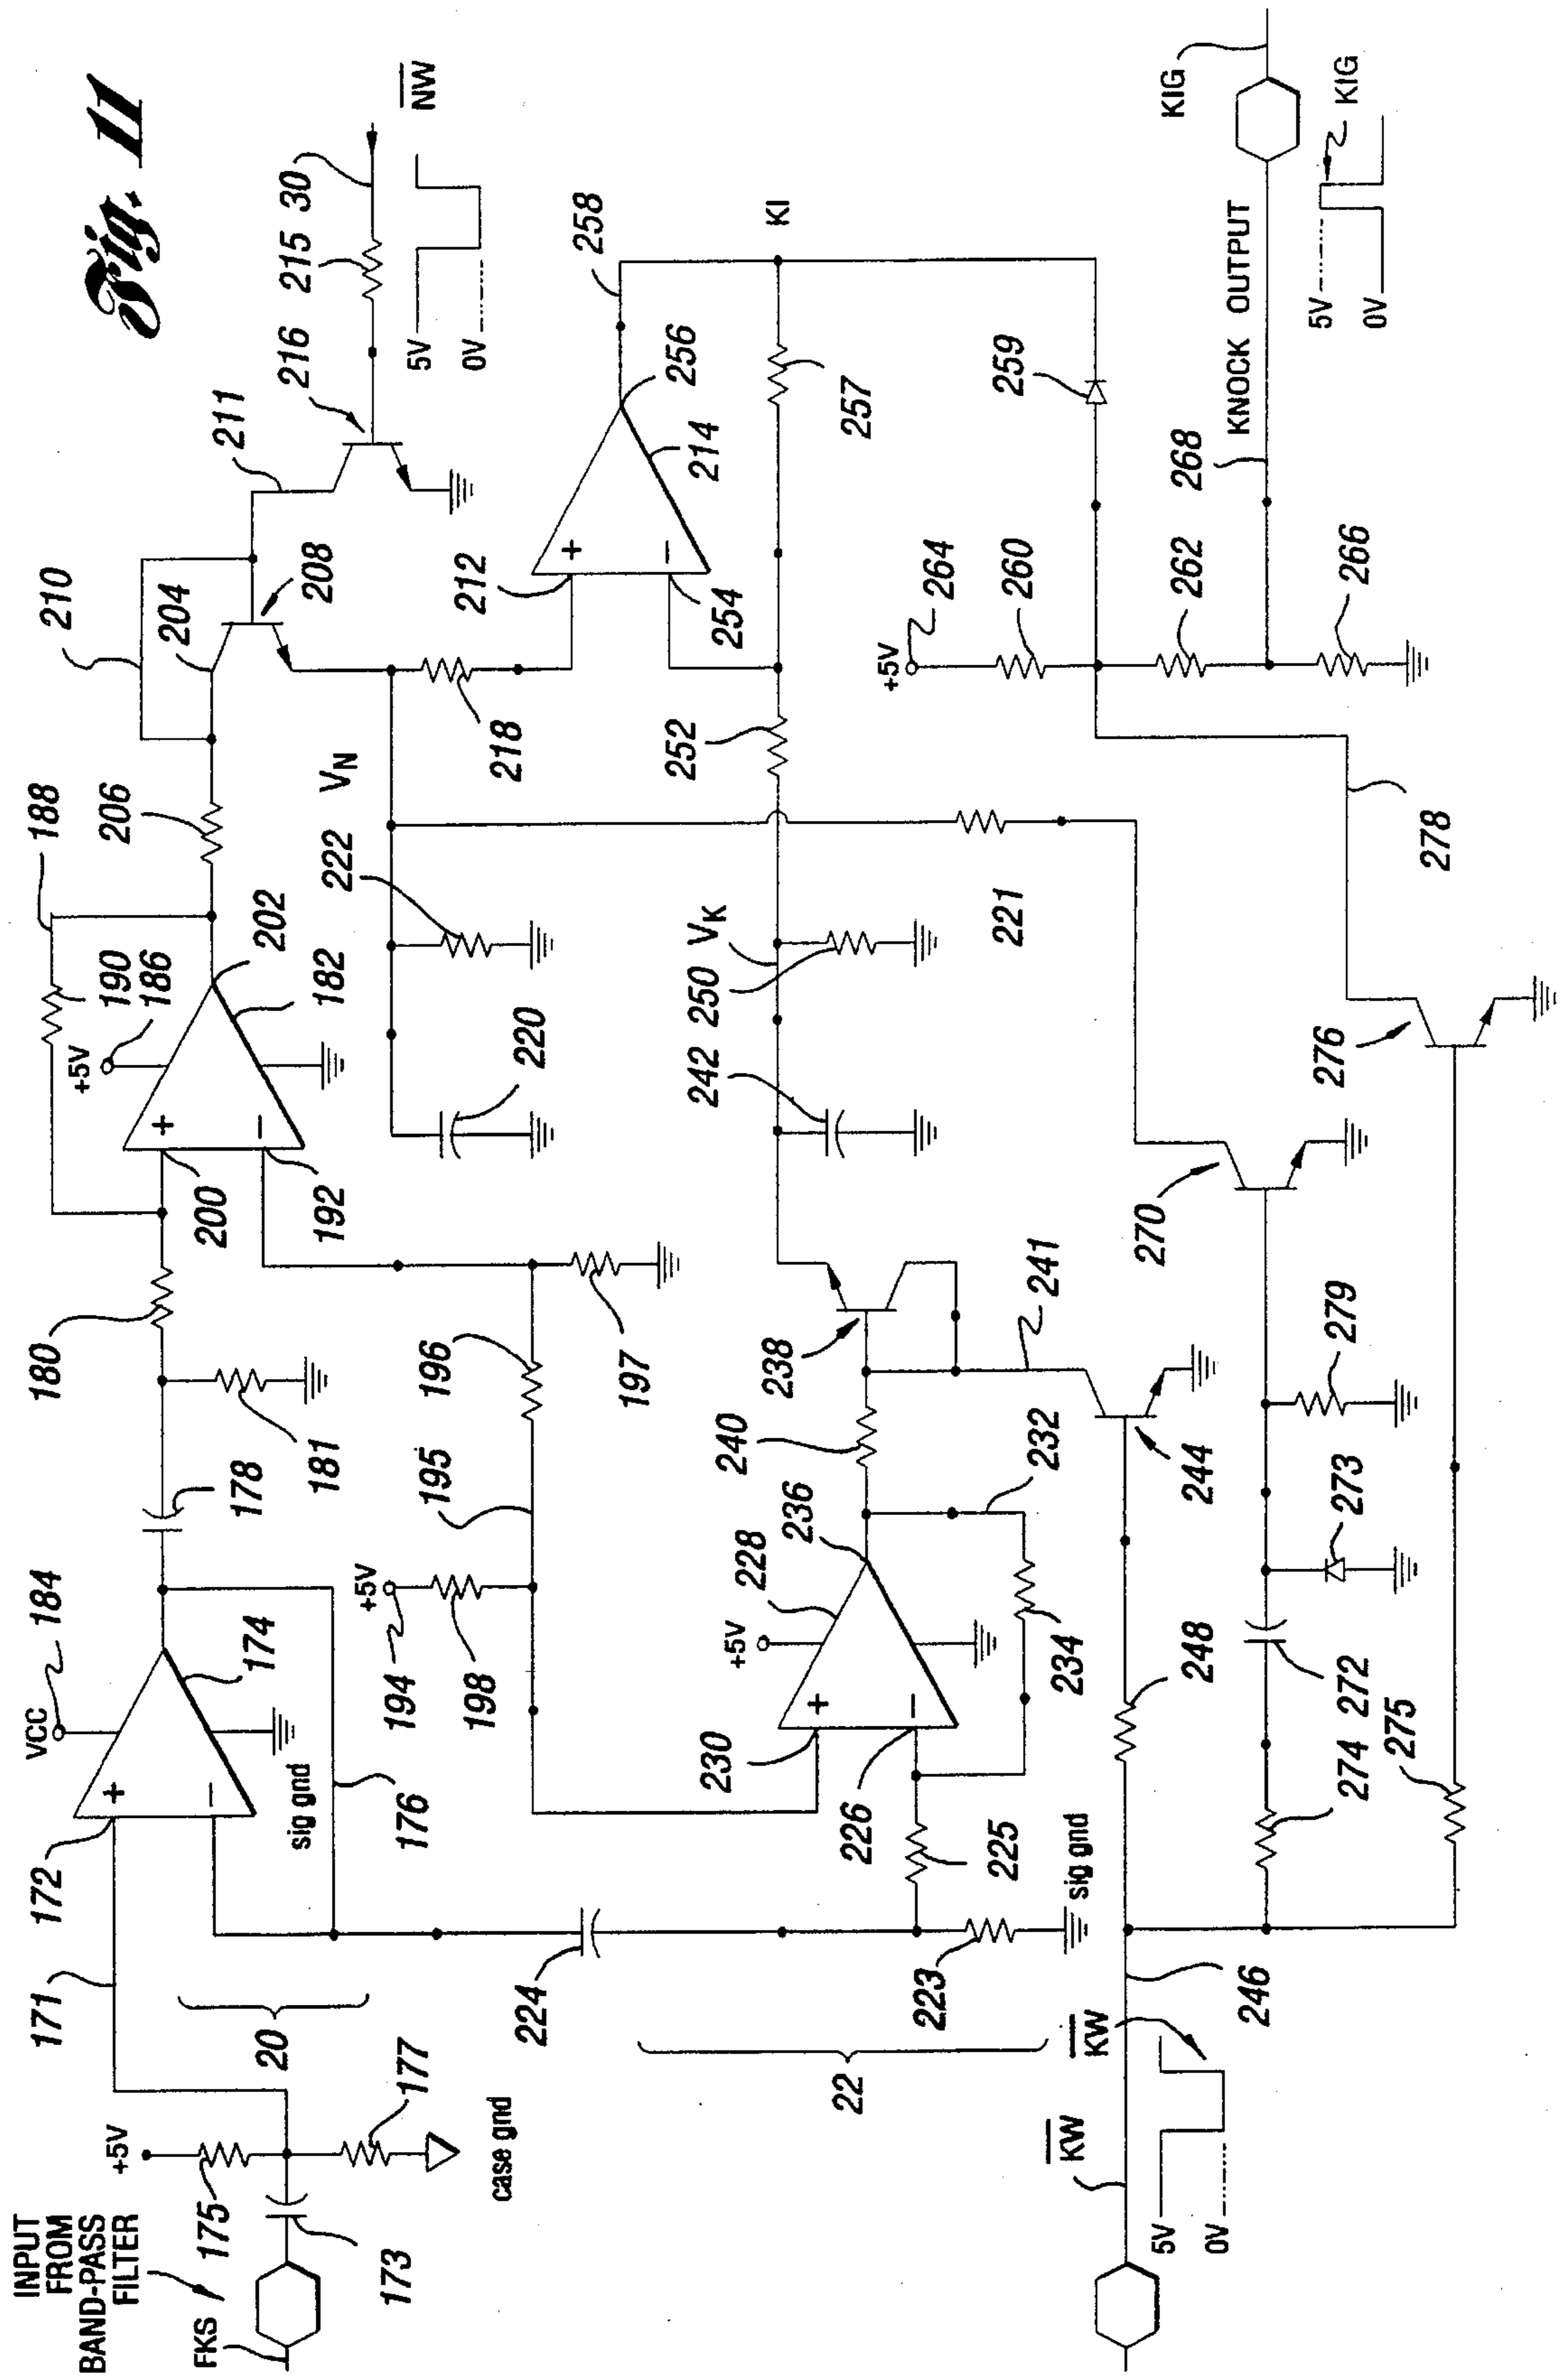 Fig. 11
INPUT
FROM
BAND-PASS
FILTER
FKS
+5V
175
173
177
case gnd
171
20
172
VCC
184
174
sig gnd
176
178
180
181
+5V
186
190
188
182
200
192
202
206
204
210
208
211
216
215
30
NW
5V
0V
+5V
194
198
195
196
197
220
222
VN
218
212
214
254
256
258
KI
257
252
224
223
sig gnd
22
225
226
230
+5V
228
236
234
232
240
238
241
244
242
250
VK
221
259
+5V
264
260
262
266
268
KNOCK OUTPUT
KIG
5V
0V
KIG
KW
5V
0V
KW
246
248
274
272
275
273
279
270
276
278